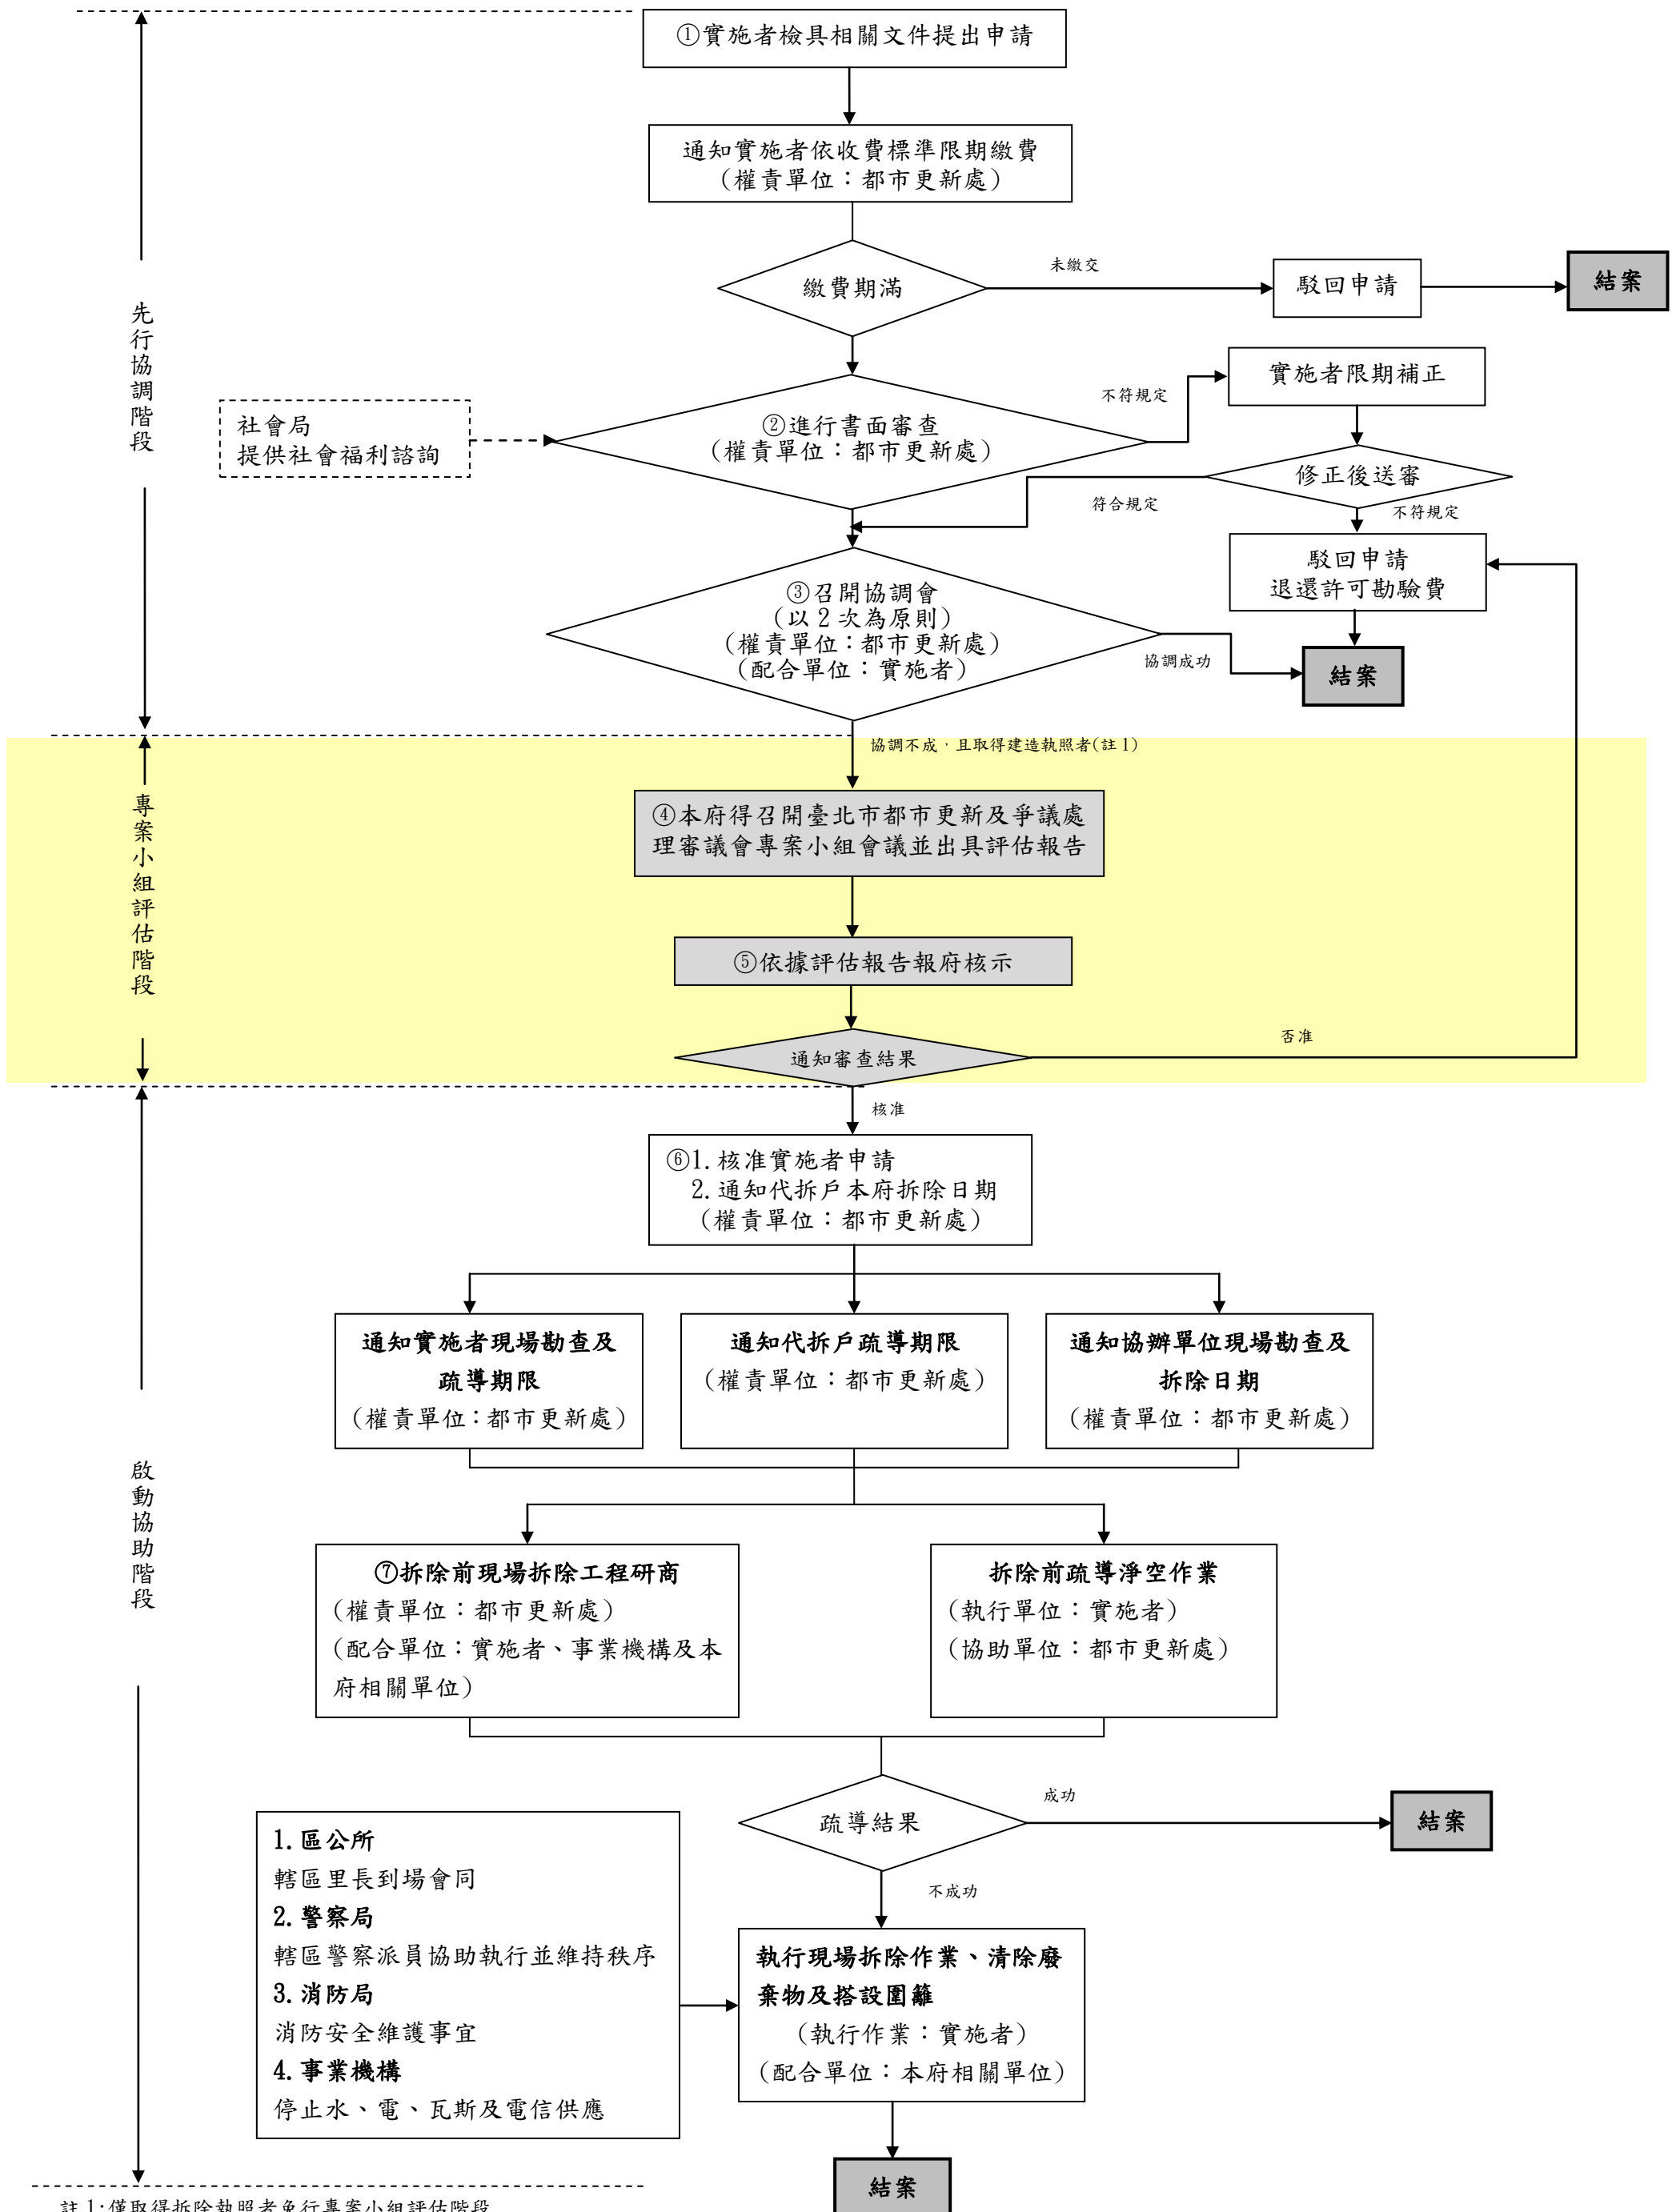 ①實施者檢具相關文件提出申請
通知實施者依收費標準限期繳費
(權責單位：都市更新處)
繳費期滿
未繳交
駁回申請
結案
先行協調階段
社會局
提供社會福利諮詢
②進行書面審查
(權責單位：都市更新處)
不符規定
實施者限期補正
修正後送審
符合規定
不符規定
駁回申請
退還許可勘驗費
結案
③召開協調會
(以2次為原則)
(權責單位：都市更新處)
(配合單位：實施者)
協調成功
協調不成，且取得建造執照者(註1)
專案小組評估階段
④本府得召開臺北市都市更新及爭議處
理審議會專案小組會議並出具評估報告
⑤依據評估報告報府核示
通知審查結果
否准
核准
啟動協助階段
⑥1.核准實施者申請
2.通知代拆戶本府拆除日期
(權責單位：都市更新處)
通知實施者現場勘查及
疏導期限
(權責單位：都市更新處)
通知代拆戶疏導期限
(權責單位：都市更新處)
通知協辦單位現場勘查及
拆除日期
(權責單位：都市更新處)
⑦拆除前現場拆除工程研商
(權責單位：都市更新處)
(配合單位：實施者、事業機構及本
府相關單位)
拆除前疏導淨空作業
(執行單位：實施者)
(協助單位：都市更新處)
疏導結果
成功
結案
不成功
1.區公所
轄區里長到場會同
2.警察局
轄區警察派員協助執行並維持秩序
3.消防局
消防安全維護事宜
4.事業機構
停止水、電、瓦斯及電信供應
執行現場拆除作業、清除廢
棄物及搭設圍籬
(執行作業：實施者)
(配合單位：本府相關單位)
結案
註1:僅取得拆除執照者免行專案小組評估階段